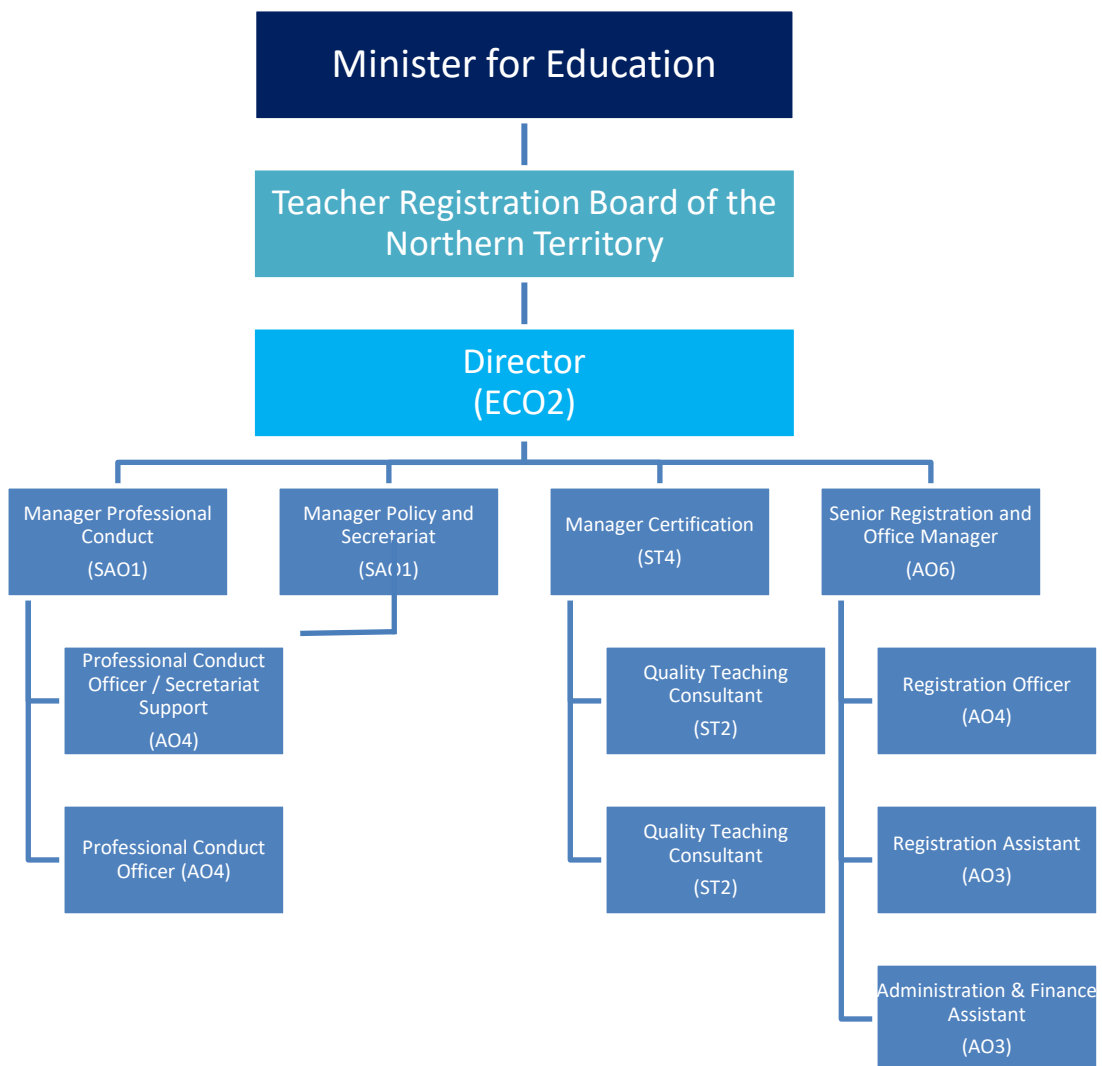 Minister for Education
Teacher Registration Board of the
Northern Territory
Director
(ECO2)
Manager Professional
Conduct
(SAO1)
Manager Policy and
Secretariat
(SAO1)
Manager Certification
(ST4)
Senior Registration and
Office Manager
(AO6)
Professional Conduct
Officer / Secretariat
Support
(AO4)
Professional Conduct
Officer (AO4)
Quality Teaching
Consultant
(ST2)
Quality Teaching
Consultant
(ST2)
Registration Officer
(AO4)
Registration Assistant
(AO3)
Administration & Finance
Assistant
(AO3)